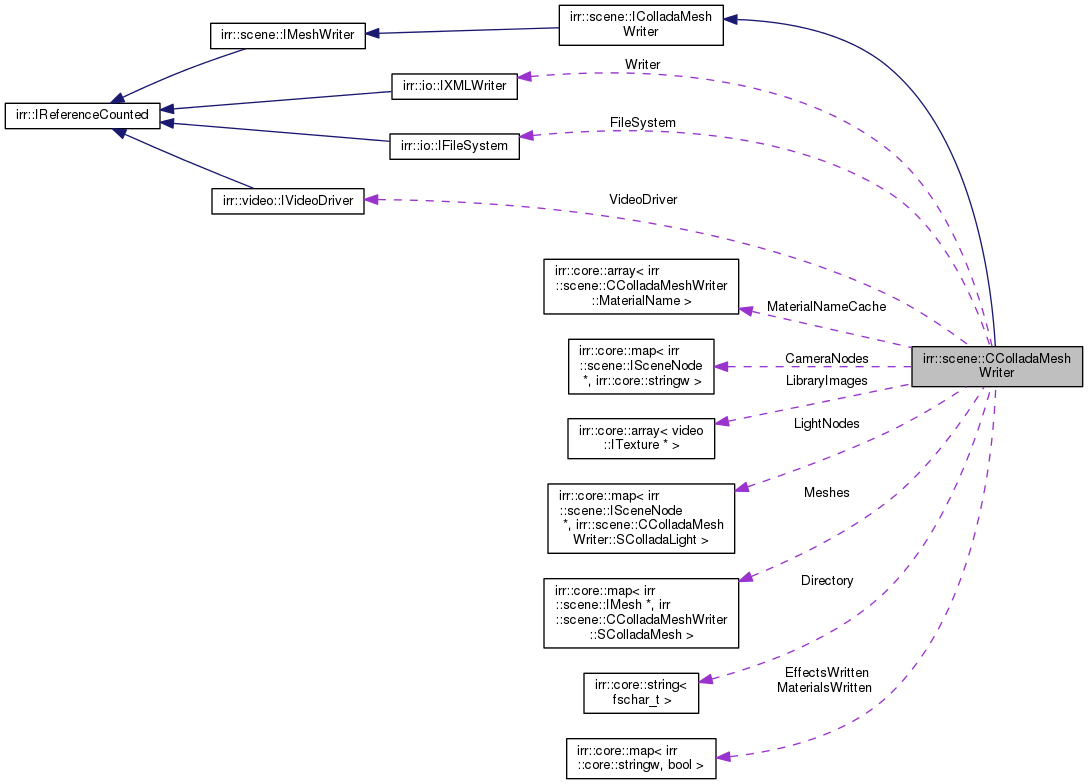 irr::scene::IColladaMesh
Writer
irr::scene::IMeshWriter
Writer
irr::io::IXMLWriter
irr::IReferenceCounted
FileSystem
irr::io::IFileSystem
irr::video::IVideoDriver
VideoDriver
irr::core::array< irr
::scene::CColladaMeshWriter
::MaterialName >
MaterialNameCache
irr::scene::CColladaMesh
Writer
irr::core::map< irr
::scene::ISceneNode
*, irr::core::stringw >
CameraNodes
LibraryImages
irr::core::array< video
::ITexture * >
LightNodes
irr::core::map< irr
::scene::ISceneNode
*, irr::scene::CColladaMesh
Writer::SColladaLight >
Meshes
irr::core::map< irr
::scene::IMesh *, irr
::scene::CColladaMeshWriter
::SColladaMesh >
Directory
irr::core::string<
fschar_t >
EffectsWritten
MaterialsWritten
irr::core::map< irr
::core::stringw, bool >